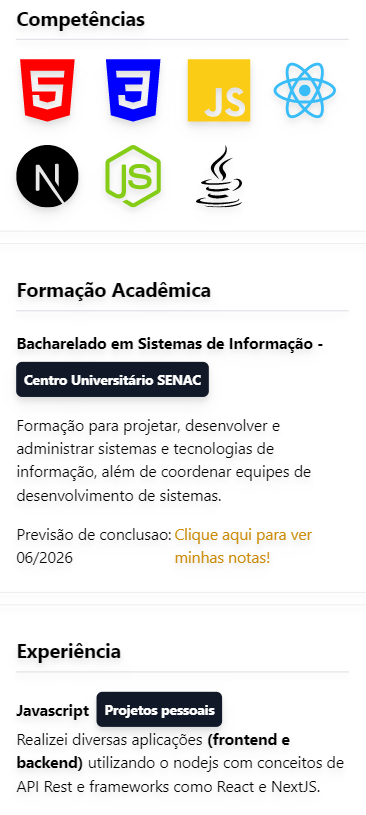 Competências
5 3 JS
N JS
Formação Acadêmica
Bacharelado em Sistemas de Informação -
Centro Universitário SENAC
Formação para projetar, desenvolver e
administrar sistemas e tecnologias de
informação, além de coordenar equipes de
desenvolvimento de sistemas.
Previsão de conclusao: Clique aqui para ver
06/2026 minhas notas!
Experiência
Javascript Projetos pessoais
Realizei diversas aplicações (frontend e
backend) utilizando o nodejs com conceitos de
API Rest e frameworks como React e NextJS.